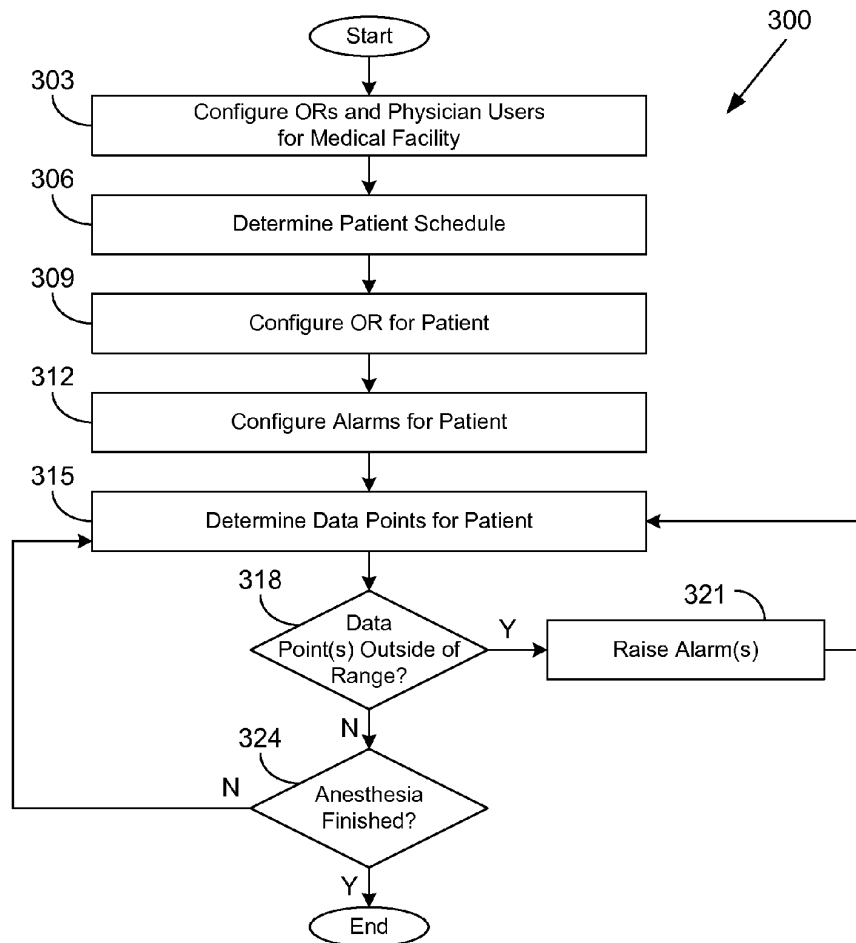 Start
300
303
Configure ORs and Physician Users
for Medical Facility
306
Determine Patient Schedule
309
Configure OR for Patient
312
Configure Alarms for Patient
315
Determine Data Points for Patient
318
Data
Point(s) Outside of
Range?
Y
321
Raise Alarm(s)
N
324
Anesthesia
Finished?
N
Y
End